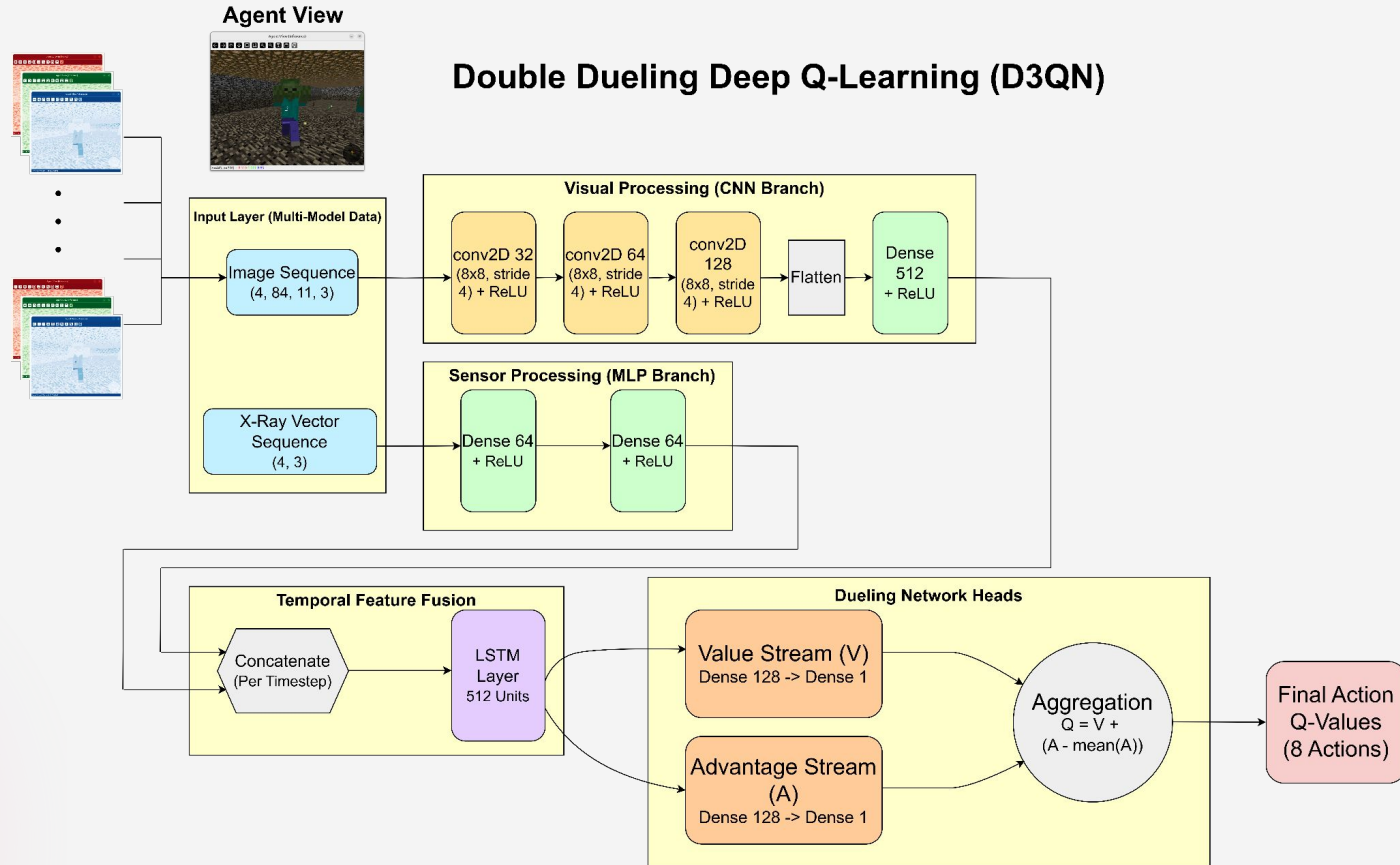 Agent View
Double Dueling Deep Q-Learning (D3QN)
Input Layer (Multi-Model Data)
Image Sequence
(4, 84, 11, 3)
X-Ray Vector
Sequence
(4, 3)
Visual Processing (CNN Branch)
conv2D 32
(8x8, stride
4) + ReLU
conv2D 64
(8x8, stride
4) + ReLU
conv2D
128
(8x8, stride
4) + ReLU
Flatten
Dense
512
+ ReLU
Sensor Processing (MLP Branch)
Dense 64
+ ReLU
Dense 64
+ ReLU
Temporal Feature Fusion
Concatenate
(Per Timestep)
LSTM
Layer
512 Units
Dueling Network Heads
Value Stream (V)
Dense 128 -> Dense 1
Advantage Stream
(A)
Dense 128 -> Dense 1
Aggregation
Q = V +
(A - mean(A))
Final Action
Q-Values
(8 Actions)